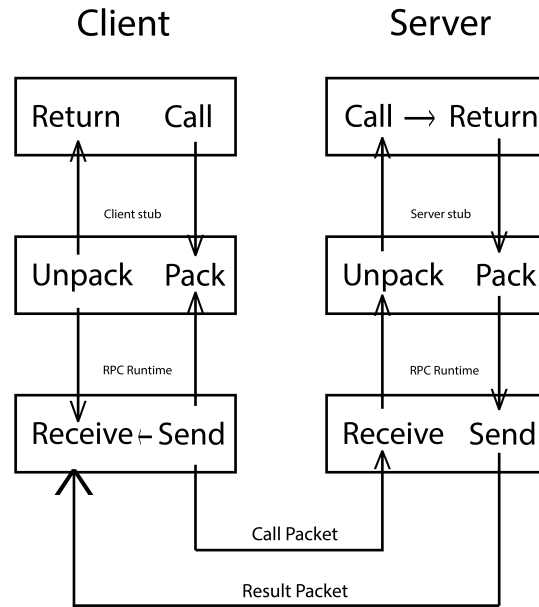 Client
Server
Return Call
Call → Return
Client stub
Server stub
Unpack Pack
Unpack Pack
RPC Runtime
RPC Runtime
Receive Send
Receive Send
Call Packet
Result Packet